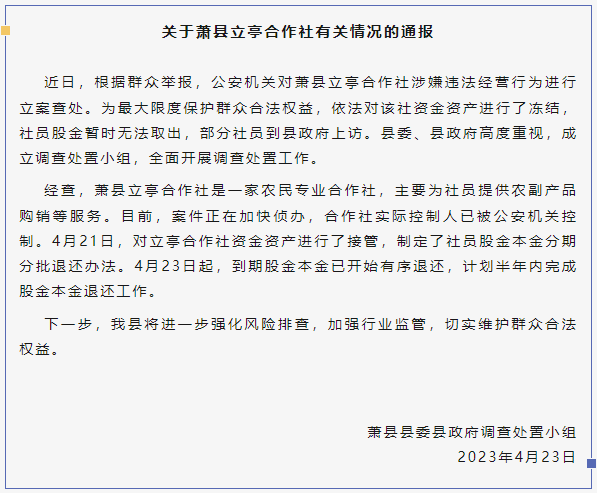 关于萧县立亭合作社有关情况的通报
近日，根据群众举报，公安机关对萧县立亭合作社涉嫌违法经营行为进行
立案查处。为最大限度保护群众合法权益，依法对该社资金资产进行了冻结，
社员股金暂时无法取出，部分社员到县政府上访。县委、县政府高度重视，成
立调查处置小组，全面开展调查处置工作。
经查，萧县立亭合作社是一家农民专业合作社，主要为社员提供农副产品
购销等服务。目前，案件正在加快侦办，合作社实际控制人已被公安机关控
制。4月21日，对立亭合作社资金资产进行了接管，制定了社员股金本金分期
分批退还办法。4月23日起，到期股金本金已开始有序退还，计划半年内完成
股金本金退还工作。
下一步，我县将进一步强化风险排查，加强行业监管，切实维护群众合法
权益。
萧县县委县政府调查处置小组
2023年4月23日